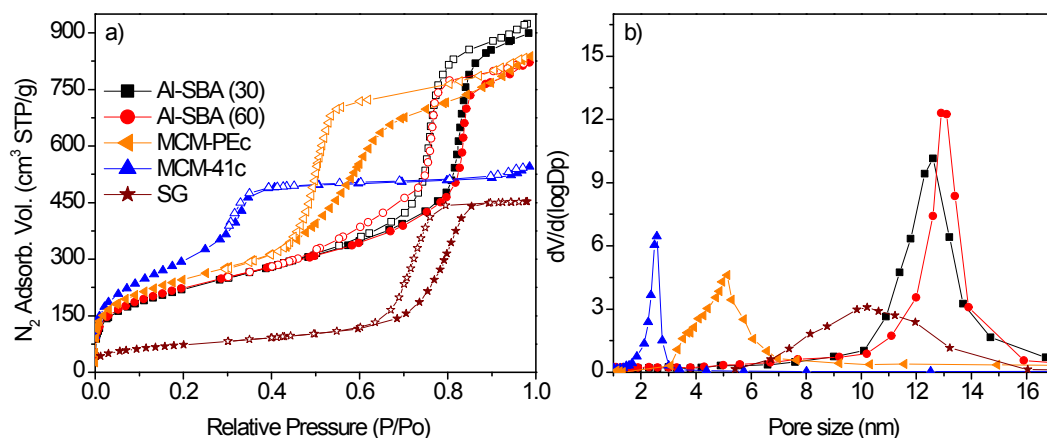 a)
900
750
600
450
300
150
0
0.0
0.2
0.4
0.6
0.8
1.0
N₂ Adsorb. Vol. (cm³ STP/g)
Relative Pressure (P/Po)
Al-SBA (30)
Al-SBA (60)
MCM-PEc
MCM-41c
SG
b)
15
12
9
6
3
0
2
4
6
8
10
12
14
16
dV/d(logDp)
Pore size (nm)